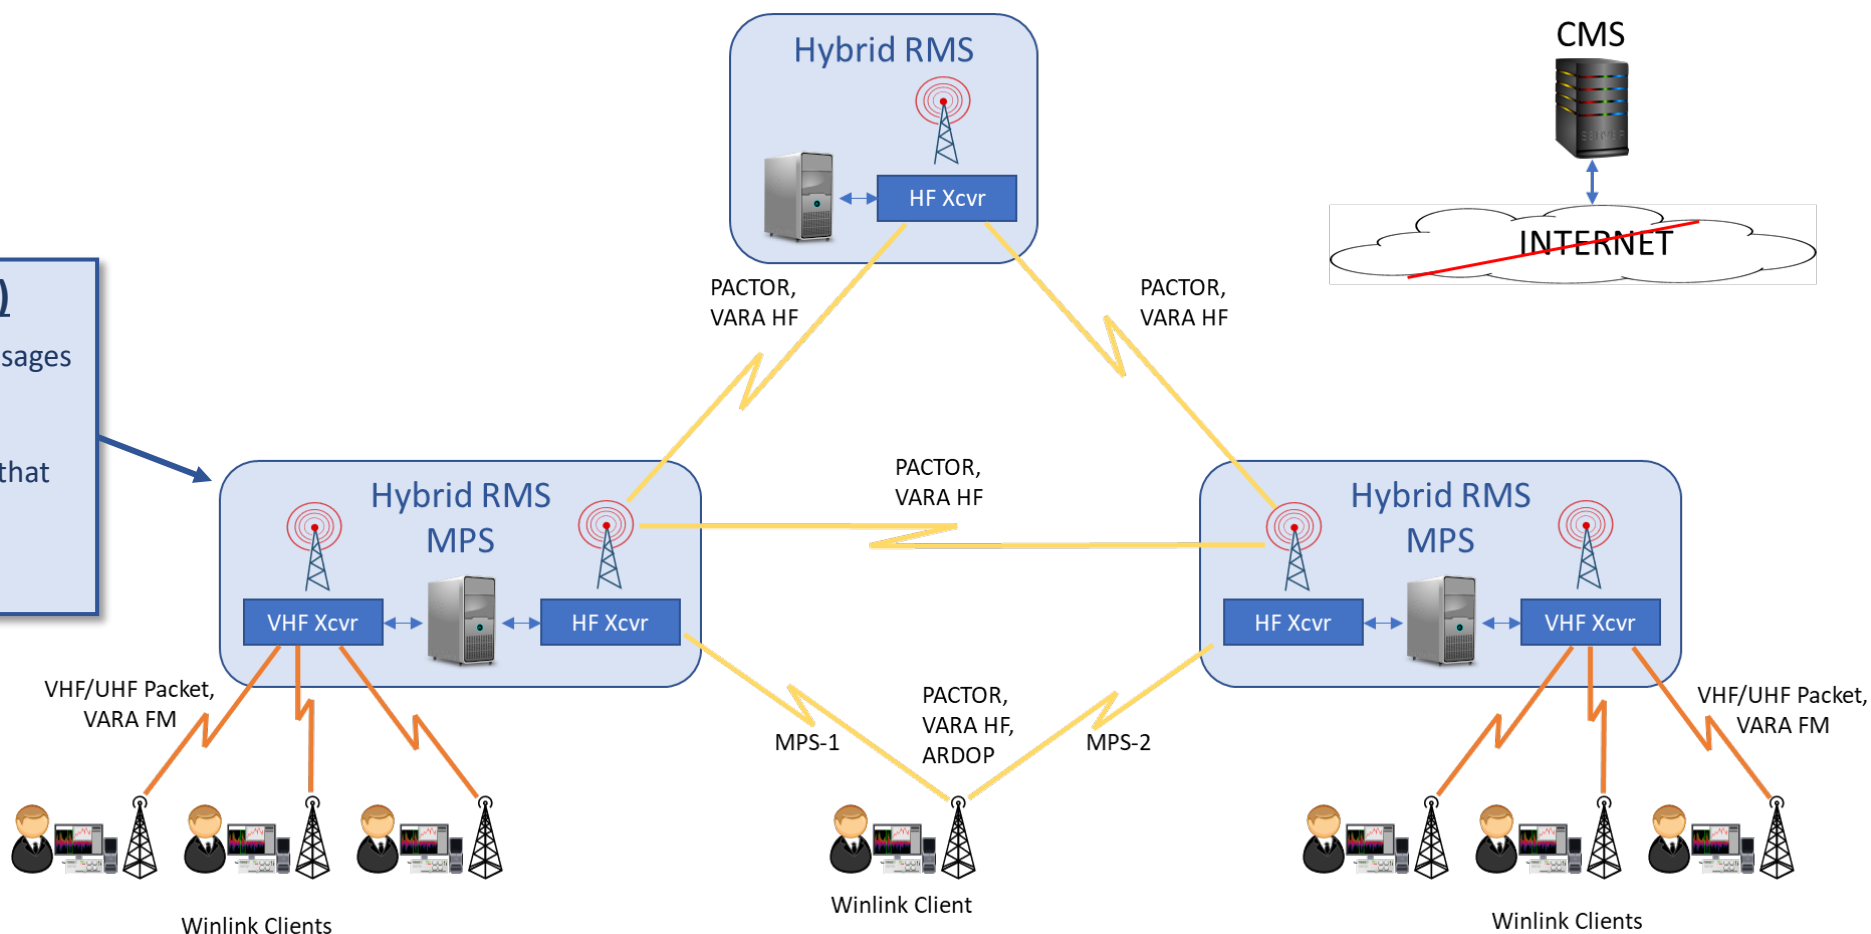 Hybrid RMS
HF Xcvr
CMS
INTERNET
PACTOR,
VARA HF
PACTOR,
VARA HF
)
sages
that
PACTOR,
VARA HF
Hybrid RMS
MPS
VHF Xcvr
HF Xcvr
Hybrid RMS
MPS
HF Xcvr
VHF Xcvr
VHF/UHF Packet,
VARA FM
MPS-1
PACTOR,
VARA HF,
ARDOP
MPS-2
VHF/UHF Packet,
VARA FM
Winlink Clients
Winlink Client
Winlink Clients